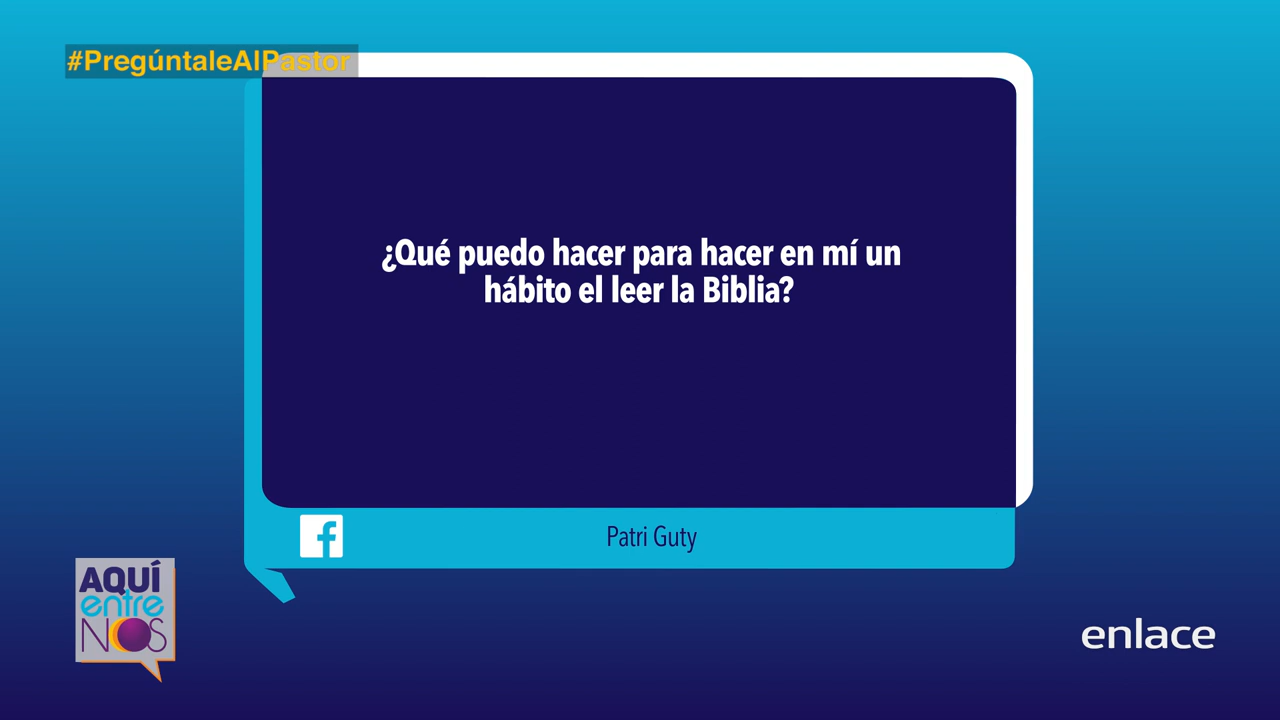 #PregúntaleAlPastor
¿Qué puedo hacer para hacer en mí un
hábito el leer la Biblia?
Patri Guty
AQUÍ
entre
NOS
enlace